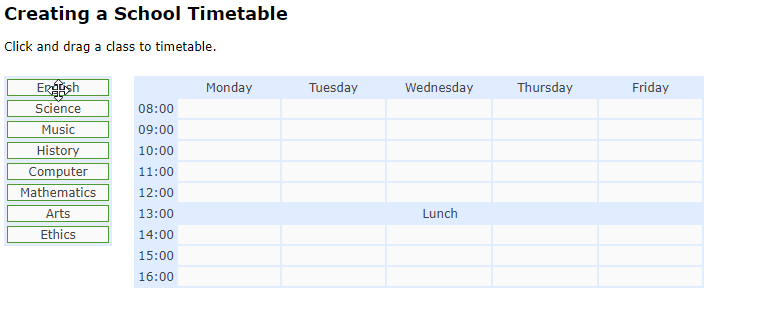 Creating a School Timetable
Click and drag a class to timetable.
English
Science
Music
History
Computer
Mathematics
Arts
Ethics
Monday Tuesday Wednesday Thursday Friday
08:00
09:00
10:00
11:00
12:00
13:00 Lunch
14:00
15:00
16:00